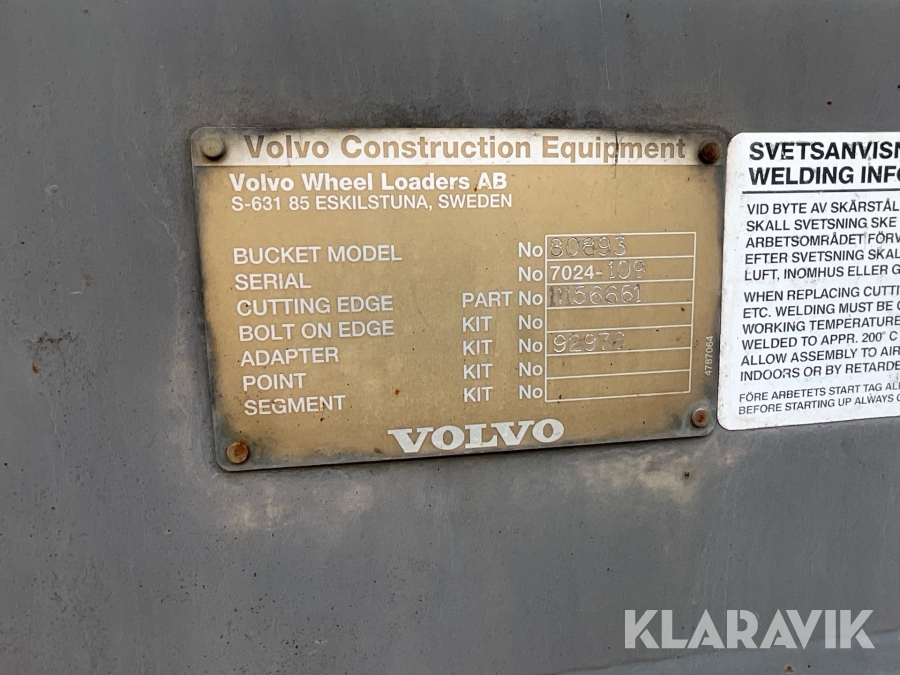 Volvo Construction Equipment
Volvo Wheel Loaders AB
S-631 85 ESKILSTUNA, SWEDEN
BUCKET MODEL No 80893
SERIAL No 7024-109
CUTTING EDGE PART No 11156661
BOLT ON EDGE KIT No
ADAPTER KIT No 92972
POINT KIT No
SEGMENT KIT No
4787064
VOLVO
SVETSANVISN
WELDING INFO
VID BYTE AV SKÄRSTÅL
SKALL SVETSNING SKE
ARBETSOMRÅDET FÖRV
EFTER SVETSNING SKAL
LUFT, INOMHUS ELLER G
WHEN REPLACING CUTTI
ETC. WELDING MUST BE
WORKING TEMPERATURE
WELDED TO APPR. 200° C
ALLOW ASSEMBLY TO AIR
INDOORS OR BY RETARDE
FÖRE ARBETETS START TAG AL
BEFORE STARTING UP ALWAYS
KLARAVIK